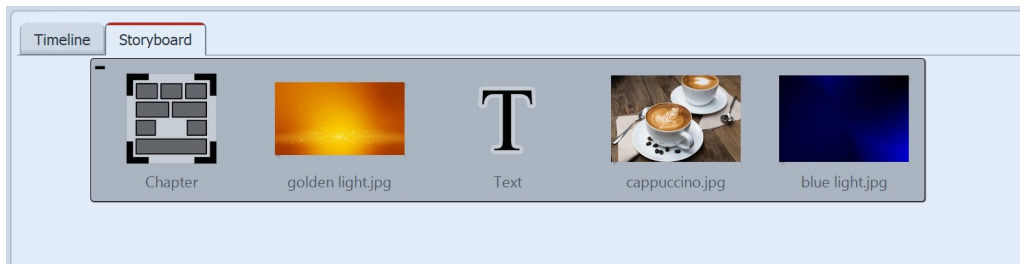 Timeline Storyboard
T
Chapter golden light.jpg Text cappuccino.jpg blue light.jpg